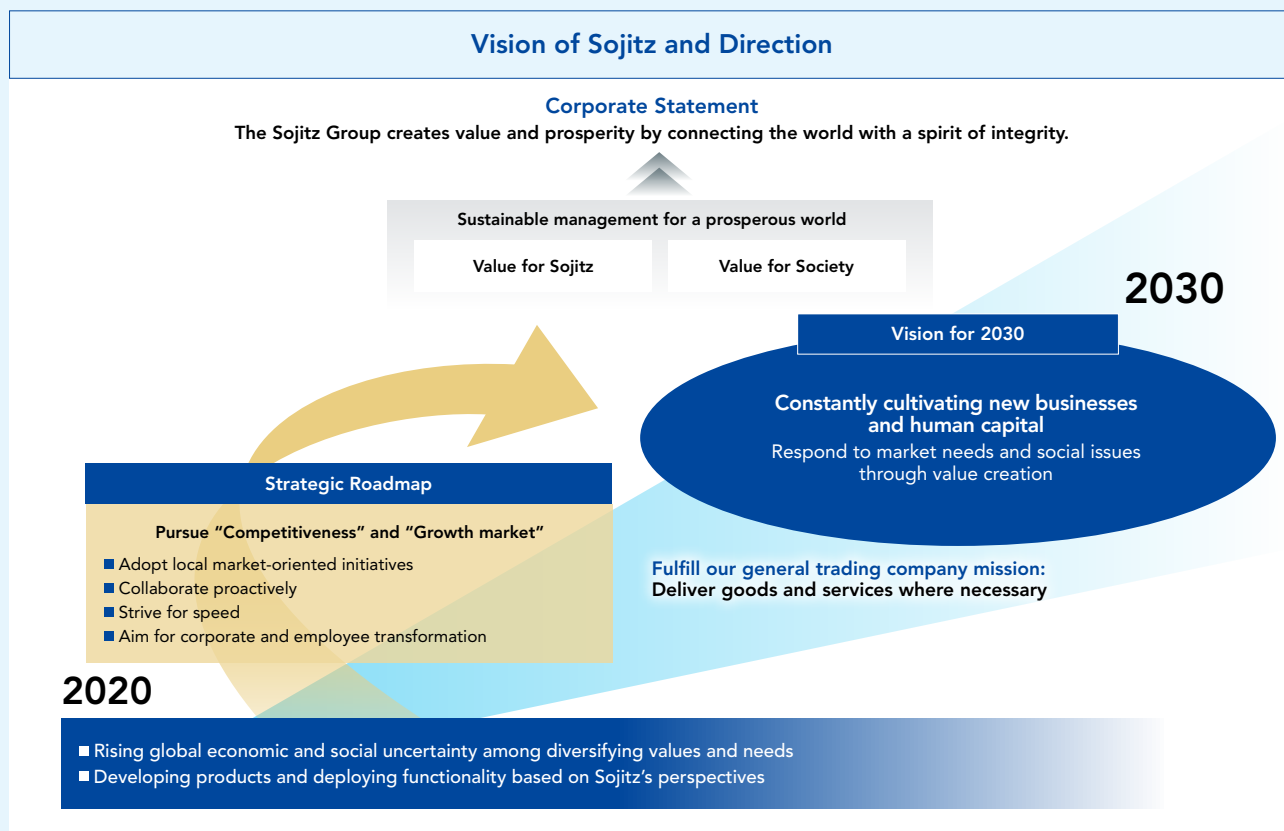 Vision of Sojitz and Direction
Corporate Statement
The Sojitz Group creates value and prosperity by connecting the world with a spirit of integrity.
Sustainable management for a prosperous world
Value for Sojitz
Value for Society
2030
Vision for 2030
Constantly cultivating new businesses
and human capital
Respond to market needs and social issues
through value creation
Strategic Roadmap
Pursue “Competitiveness” and “Growth market”
■ Adopt local market-oriented initiatives
■ Collaborate proactively
■ Strive for speed
■ Aim for corporate and employee transformation
Fulfill our general trading company mission:
Deliver goods and services where necessary
2020
■ Rising global economic and social uncertainty among diversifying values and needs
■ Developing products and deploying functionality based on Sojitz’s perspectives